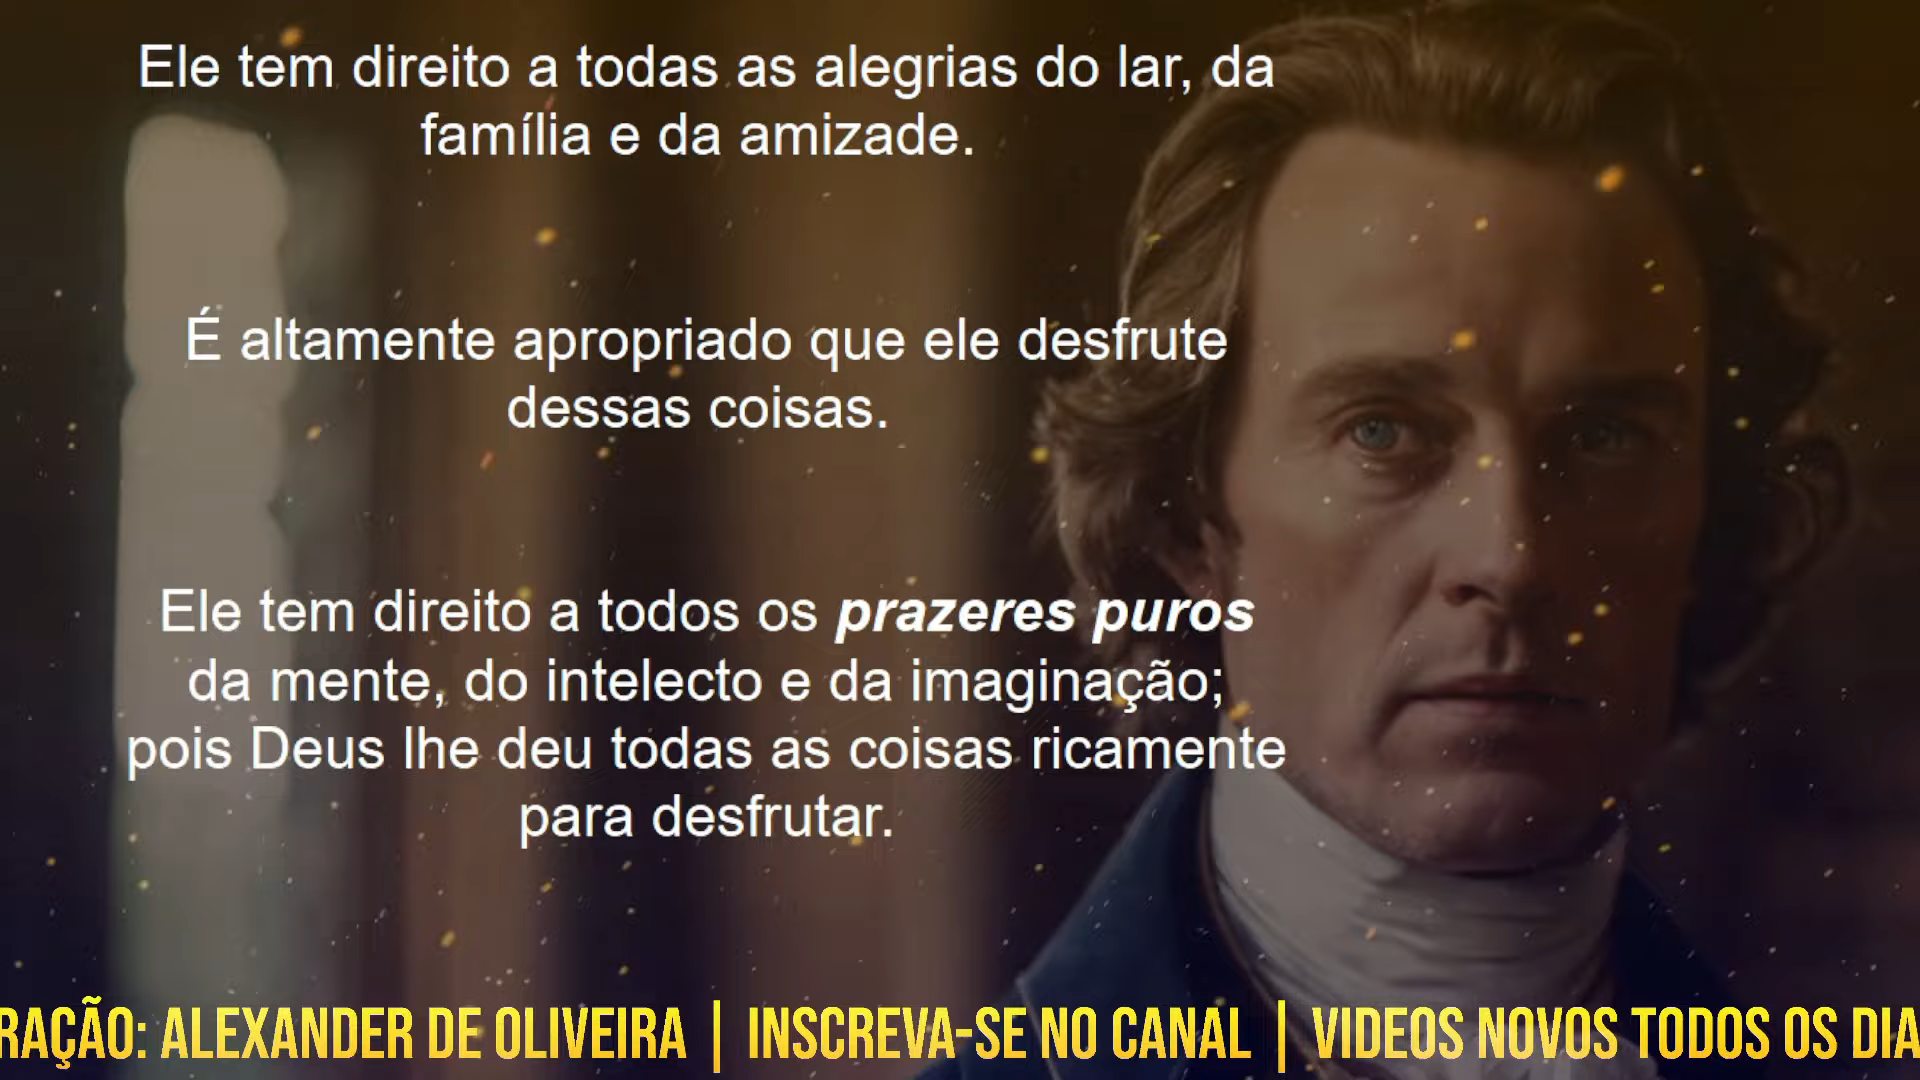 Ele tem direito a todas as alegrias do lar, da
família e da amizade.
É altamente apropriado que ele desfrute
dessas coisas.
Ele tem direito a todos os prazeres puros
da mente, do intelecto e da imaginação;
pois Deus lhe deu todas as coisas ricamente
para desfrutar.
RAÇÃO: ALEXANDER DE OLIVEIRA | INSCREVA-SE NO CANAL | VIDEOS NOVOS TODOS OS DIA